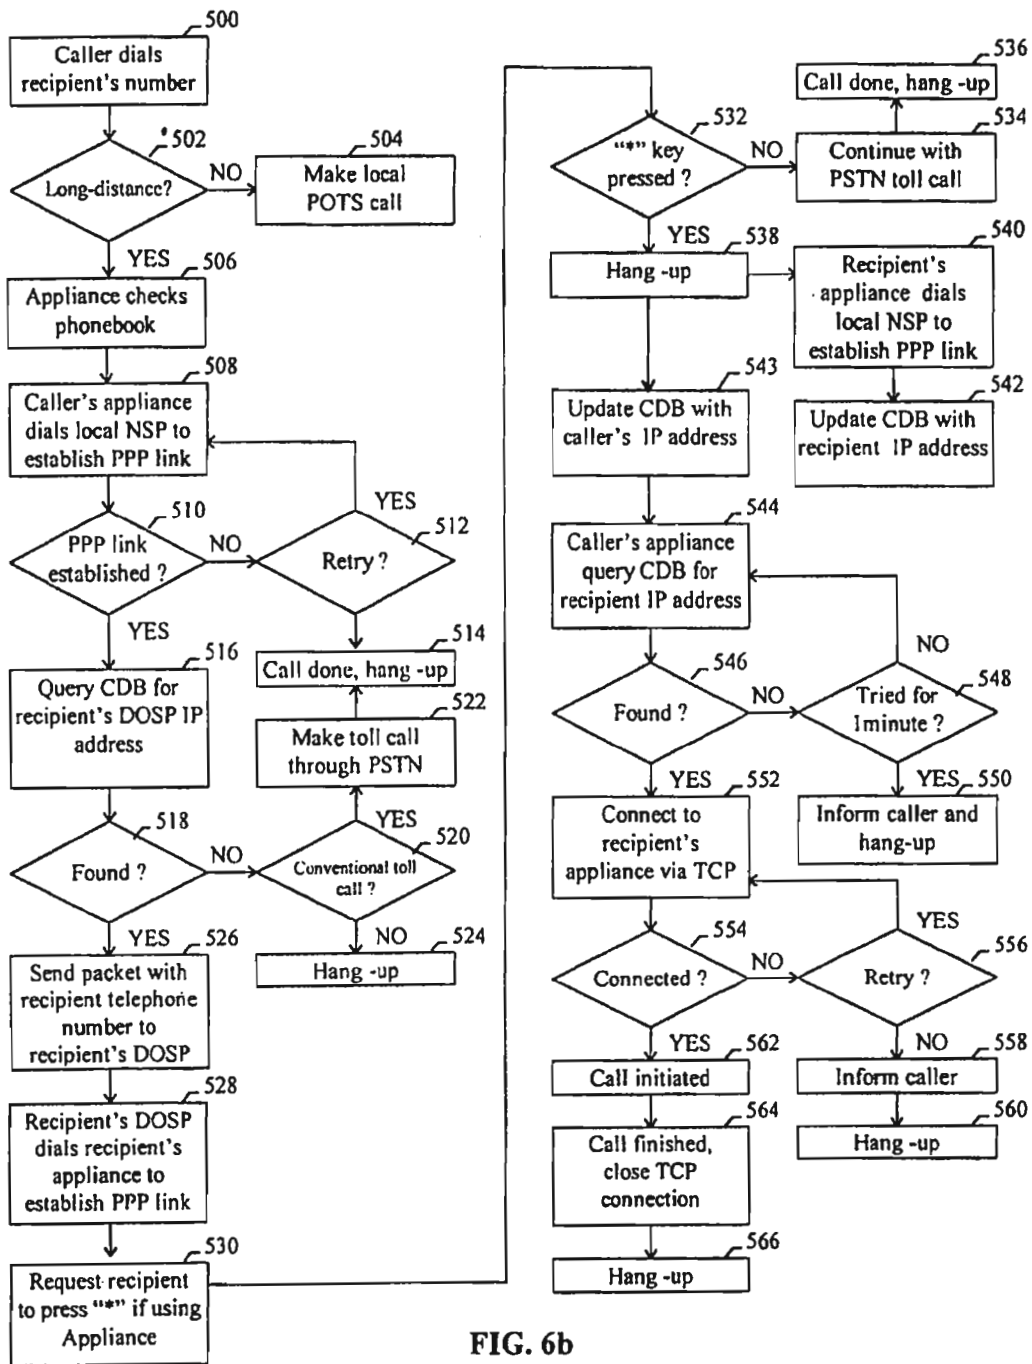 500
Caller dials
recipient's number
502
Long-distance?
NO
504
Make local
POTS call
YES
506
Appliance checks
phonebook
508
Caller's appliance
dials local NSP to
establish PPP link
510
PPP link
established ?
NO
YES
512
Retry ?
514
Call done, hang -up
YES
516
Query CDB for
recipient's DOSP IP
address
522
Make toll call
through PSTN
518
Found ?
NO
YES
520
Conventional toll
call ?
NO
524
Hang -up
YES
526
Send packet with
recipient telephone
number to
recipient's DOSP
528
Recipient's DOSP
dials recipient's
appliance to
establish PPP link
530
Request recipient
to press "*" if using
Appliance
532
"*" key
pressed ?
NO
536
Call done, hang -up
534
Continue with
PSTN toll call
YES
538
Hang -up
540
Recipient's
appliance dials
local NSP to
establish PPP link
542
Update CDB with
recipient IP address
543
Update CDB with
caller's IP address
544
Caller's appliance
query CDB for
recipient IP address
546
Found ?
NO
NO
548
Tried for
1minute ?
YES
550
Inform caller and
hang-up
YES
552
Connect to
recipient's
appliance via TCP
554
Connected ?
NO
YES
556
Retry ?
NO
558
Inform caller
560
Hang -up
YES
562
Call initiated
564
Call finished,
close TCP
connection
566
Hang -up
FIG. 6b